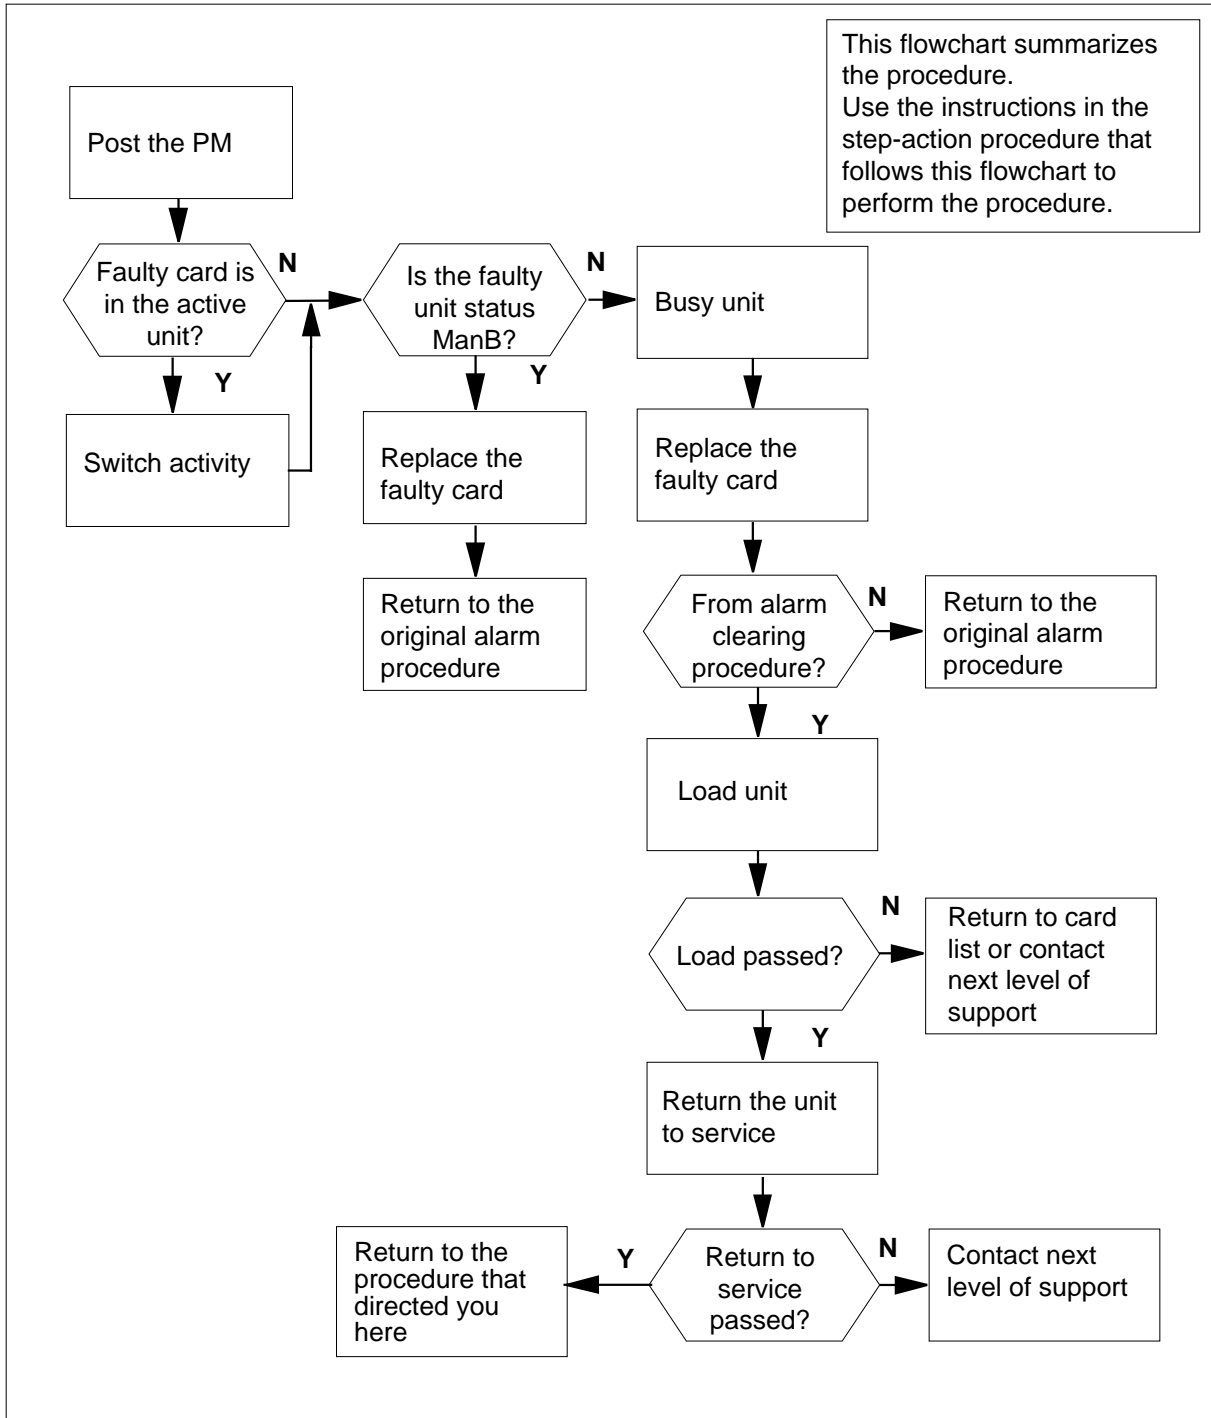 This flowchart summarizes
the procedure.
Use the instructions in the
step-action procedure that
follows this flowchart to
perform the procedure.
Post the PM
Faulty card is
in the active
unit?
N
Y
Switch activity
Is the faulty
unit status
ManB?
N
Y
Replace the
faulty card
Return to the
original alarm
procedure
Busy unit
Replace the
faulty card
From alarm
clearing
procedure?
N
Return to the
original alarm
procedure
Y
Load unit
Load passed?
N
Return to card
list or contact
next level of
support
Y
Return the unit
to service
Return to
service
passed?
Y
Return to the
procedure that
directed you
here
N
Contact next
level of support